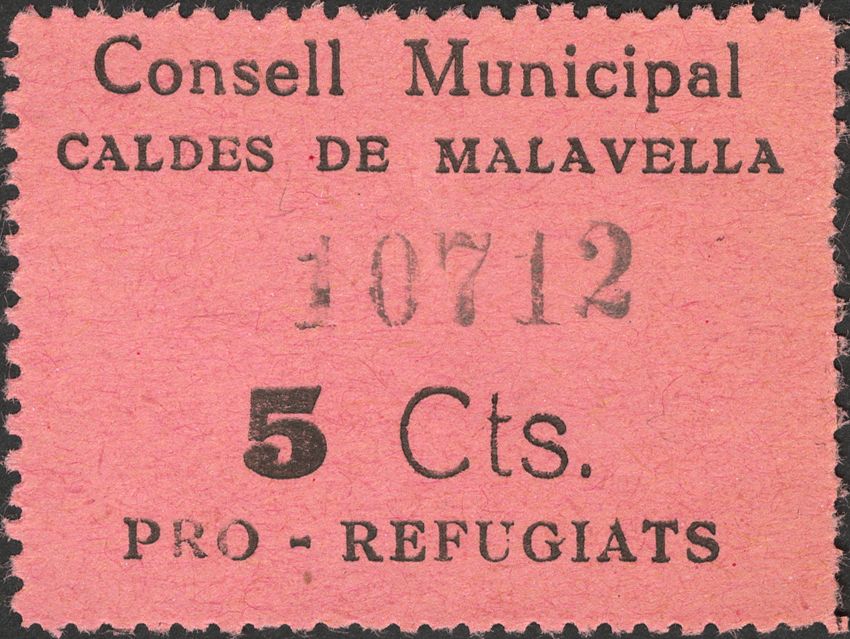 Consell Municipal
CALDES DE MALAVELLA
10712
5 Cts.
PRO - REFUGIATS